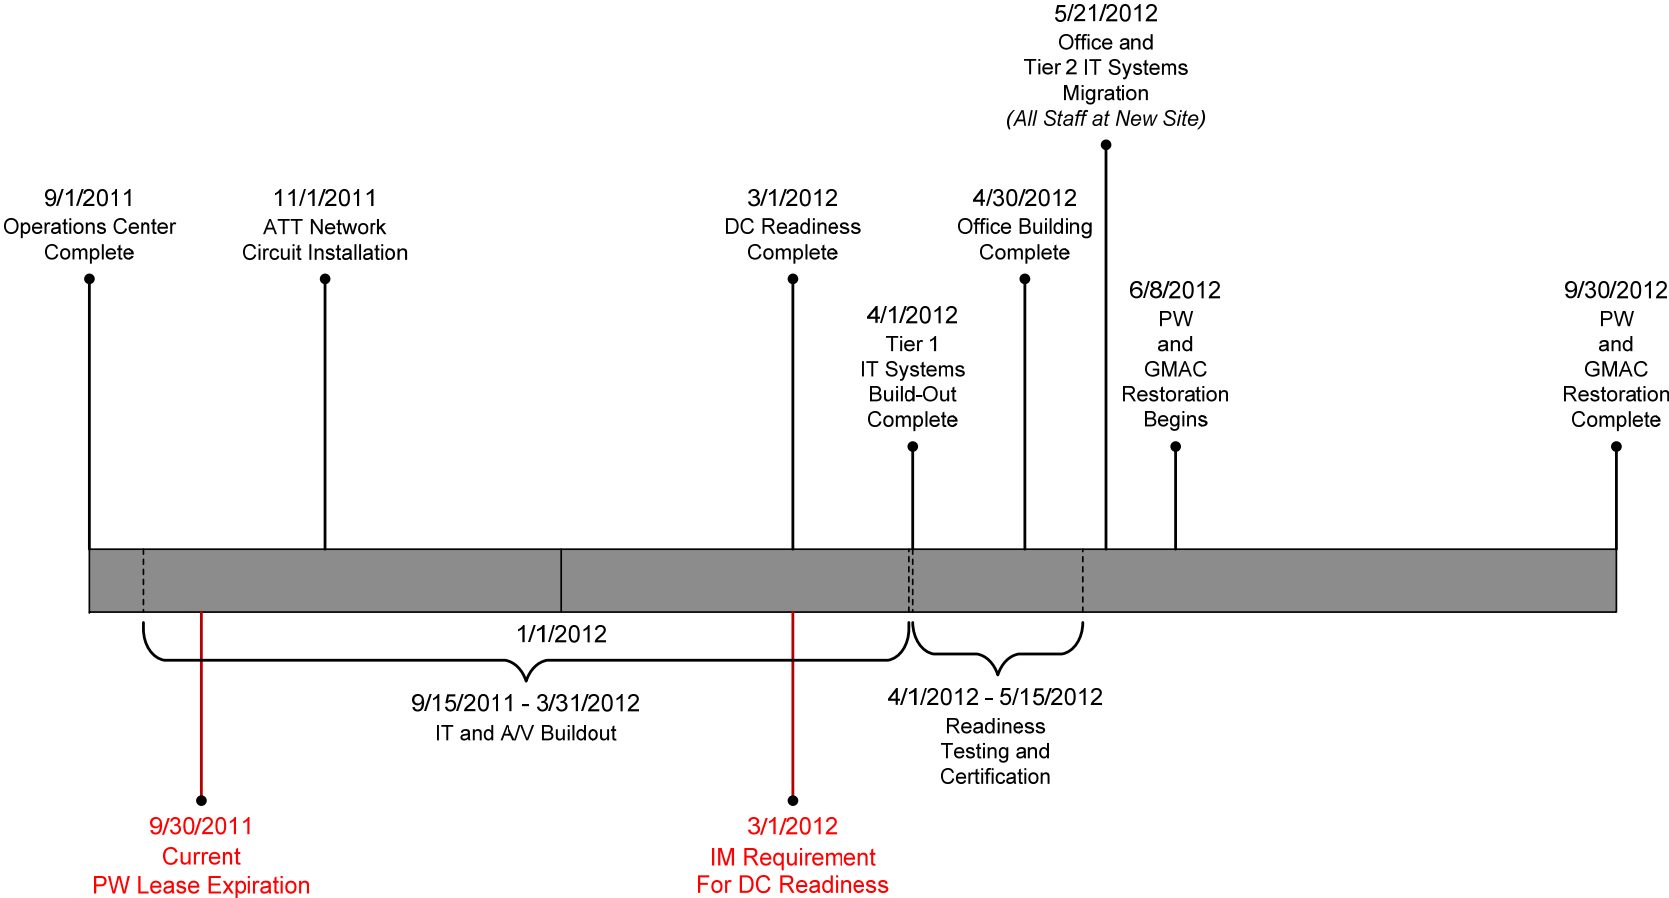 5/21/2012
Office and
Tier 2 IT Systems
Migration
(All Staff at New Site)
9/1/2011
Operations Center
Complete
11/1/2011
ATT Network
Circuit Installation
3/1/2012
DC Readiness
Complete
4/30/2012
Office Building
Complete
4/1/2012
Tier 1
IT Systems
Build-Out
Complete
6/8/2012
PW
and
GMAC
Restoration
Begins
9/30/2012
PW
and
GMAC
Restoration
Complete
1/1/2012
9/15/2011 - 3/31/2012
IT and A/V Buildout
4/1/2012 - 5/15/2012
Readiness
Testing and
Certification
9/30/2011
Current
PW Lease Expiration
3/1/2012
IM Requirement
For DC Readiness